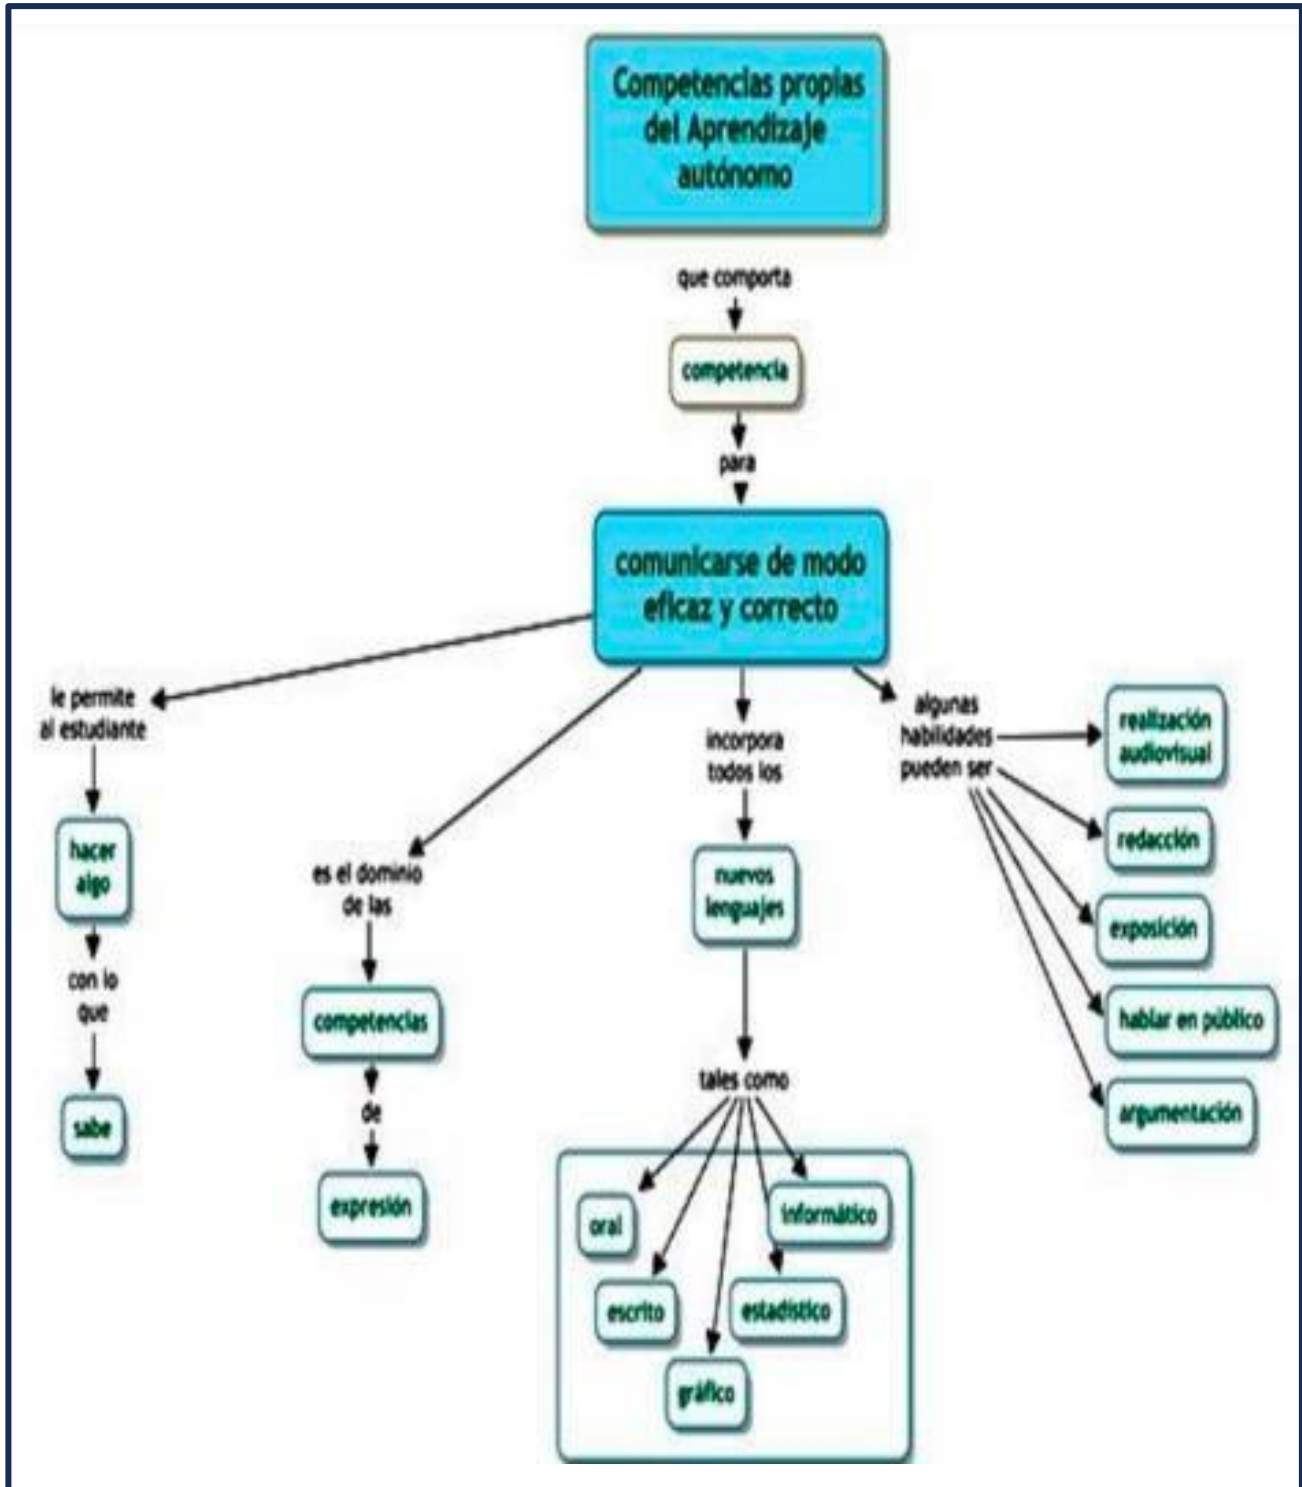 Competencias propias
del Aprendizaje
autónomo
que comporta
competencia
para
comunicarse de modo
eficaz y correcto
le permite
al estudiante
hacer
algo
con lo
que
sabe
es el dominio
de las
competencias
de
expresión
incorpora
todos los
nuevos
lenguajes
tales como
oral
escrito
gráfico
estadístico
informático
algunas
habilidades
pueden ser
realización
audiovisual
redacción
exposición
hablar en público
argumentación